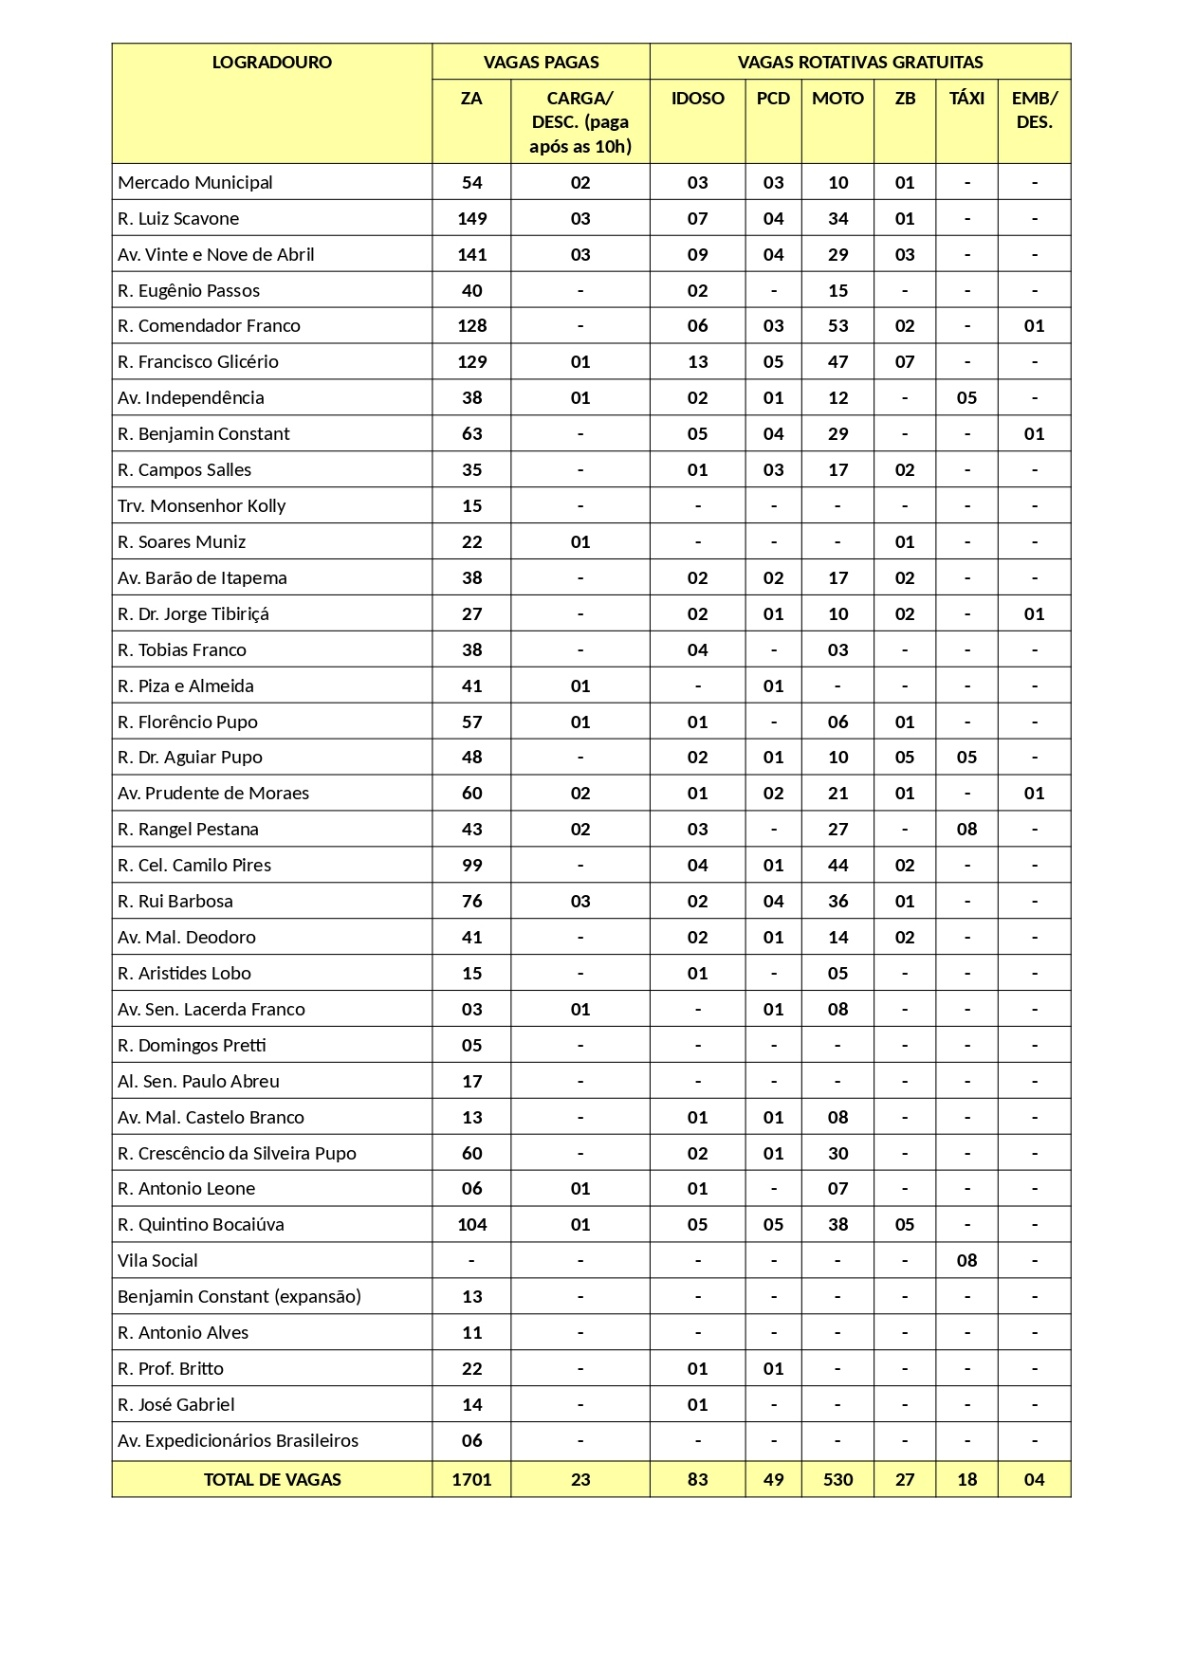 LOGRADOURO VAGAS PAGAS VAGAS ROTATIVAS GRATUITAS
ZA CARGA/ DESC. (paga após as 10h) IDOSO PCD MOTO ZB TÁXI EMB/ DES.
Mercado Municipal 54 02 03 03 10 01 - -
R. Luiz Scavone 149 03 07 04 34 01 - -
Av. Vinte e Nove de Abril 141 03 09 04 29 03 - -
R. Eugênio Passos 40 - 02 - 15 - - -
R. Comendador Franco 128 - 06 03 53 02 - 01
R. Francisco Glicério 129 01 13 05 47 07 - -
Av. Independência 38 01 02 01 12 - 05 -
R. Benjamin Constant 63 - 05 04 29 - - 01
R. Campos Salles 35 - 01 03 17 02 - -
Trv. Monsenhor Kolly 15 - - - - - - -
R. Soares Muniz 22 01 - - - 01 - -
Av. Barão de Itapema 38 - 02 02 17 02 - -
R. Dr. Jorge Tibiriçá 27 - 02 01 10 02 - 01
R. Tobias Franco 38 - 04 - 03 - - -
R. Piza e Almeida 41 01 - 01 - - - -
R. Florêncio Pupo 57 01 01 - 06 01 - -
R. Dr. Aguiar Pupo 48 - 02 01 10 05 05 -
Av. Prudente de Moraes 60 02 01 02 21 01 - 01
R. Rangel Pestana 43 02 03 - 27 - 08 -
R. Cel. Camilo Pires 99 - 04 01 44 02 - -
R. Rui Barbosa 76 03 02 04 36 01 - -
Av. Mal. Deodoro 41 - 02 01 14 02 - -
R. Aristides Lobo 15 - 01 - 05 - - -
Av. Sen. Lacerda Franco 03 01 - 01 08 - - -
R. Domingos Pretti 05 - - - - - - -
Al. Sen. Paulo Abreu 17 - - - - - - -
Av. Mal. Castelo Branco 13 - 01 01 08 - - -
R. Crescêncio da Silveira Pupo 60 - 02 01 30 - - -
R. Antonio Leone 06 01 01 - 07 - - -
R. Quintino Bocaiúva 104 01 05 05 38 05 - -
Vila Social - - - - - - 08 -
Benjamin Constant (expansão) 13 - - - - - - -
R. Antonio Alves 11 - - - - - - -
R. Prof. Britto 22 - 01 01 - - - -
R. José Gabriel 14 - 01 - - - - -
Av. Expedicionários Brasileiros 06 - - - - - - -
TOTAL DE VAGAS 1701 23 83 49 530 27 18 04